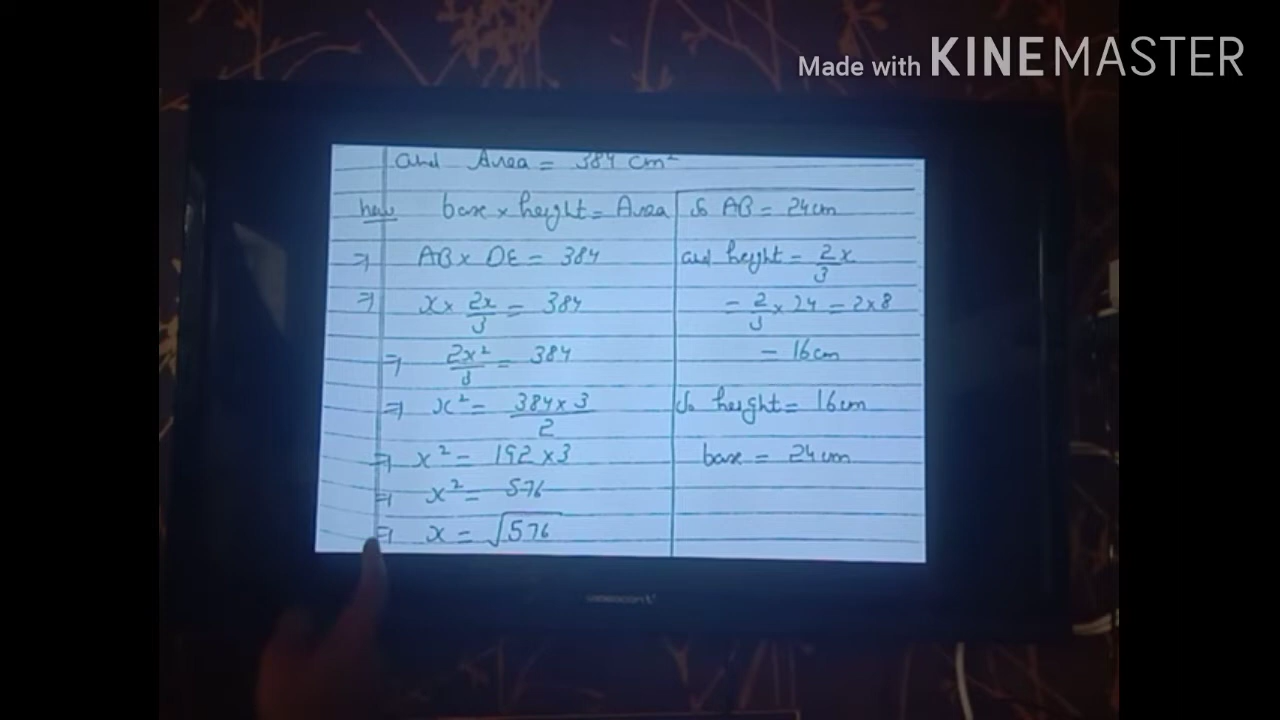 Made with KINEMASTER
and Area = 384 cm²
here base × height = Area
⇒ AB × DE = 384
⇒ x × 2x/3 = 384
⇒ 2x²/3 = 384
⇒ x² = 384 × 3/2
⇒ x² = 192 × 3
⇒ x² = 576
⇒ x = √576
So AB = 24 cm
and height = 2/3 x
= 2/3 × 24 = 2 × 8
= 16 cm
So height = 16 cm
base = 24 cm